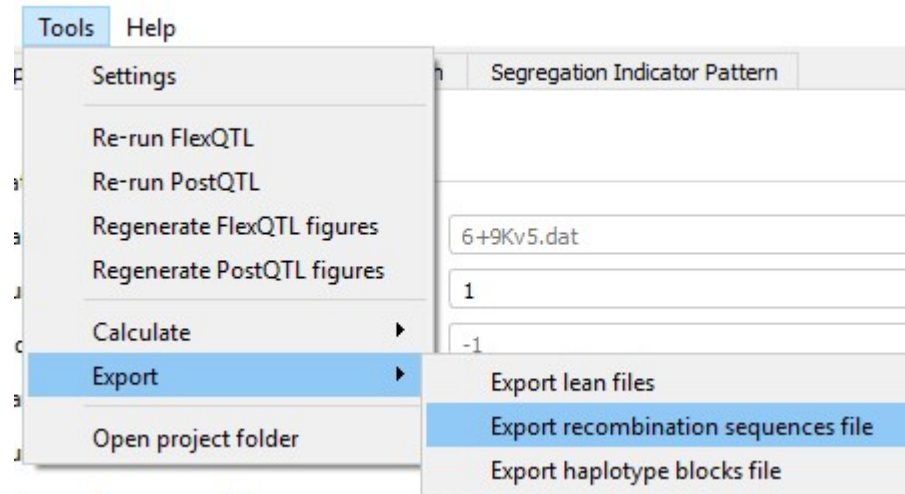 Tools Help
Settings
Segregation Indicator Pattern
Re-run FlexQTL
Re-run PostQTL
Regenerate FlexQTL figures
6+9Kv5.dat
Regenerate PostQTL figures
1
Calculate
-1
Export
Export lean files
Export recombination sequences file
Open project folder
Export haplotype blocks file